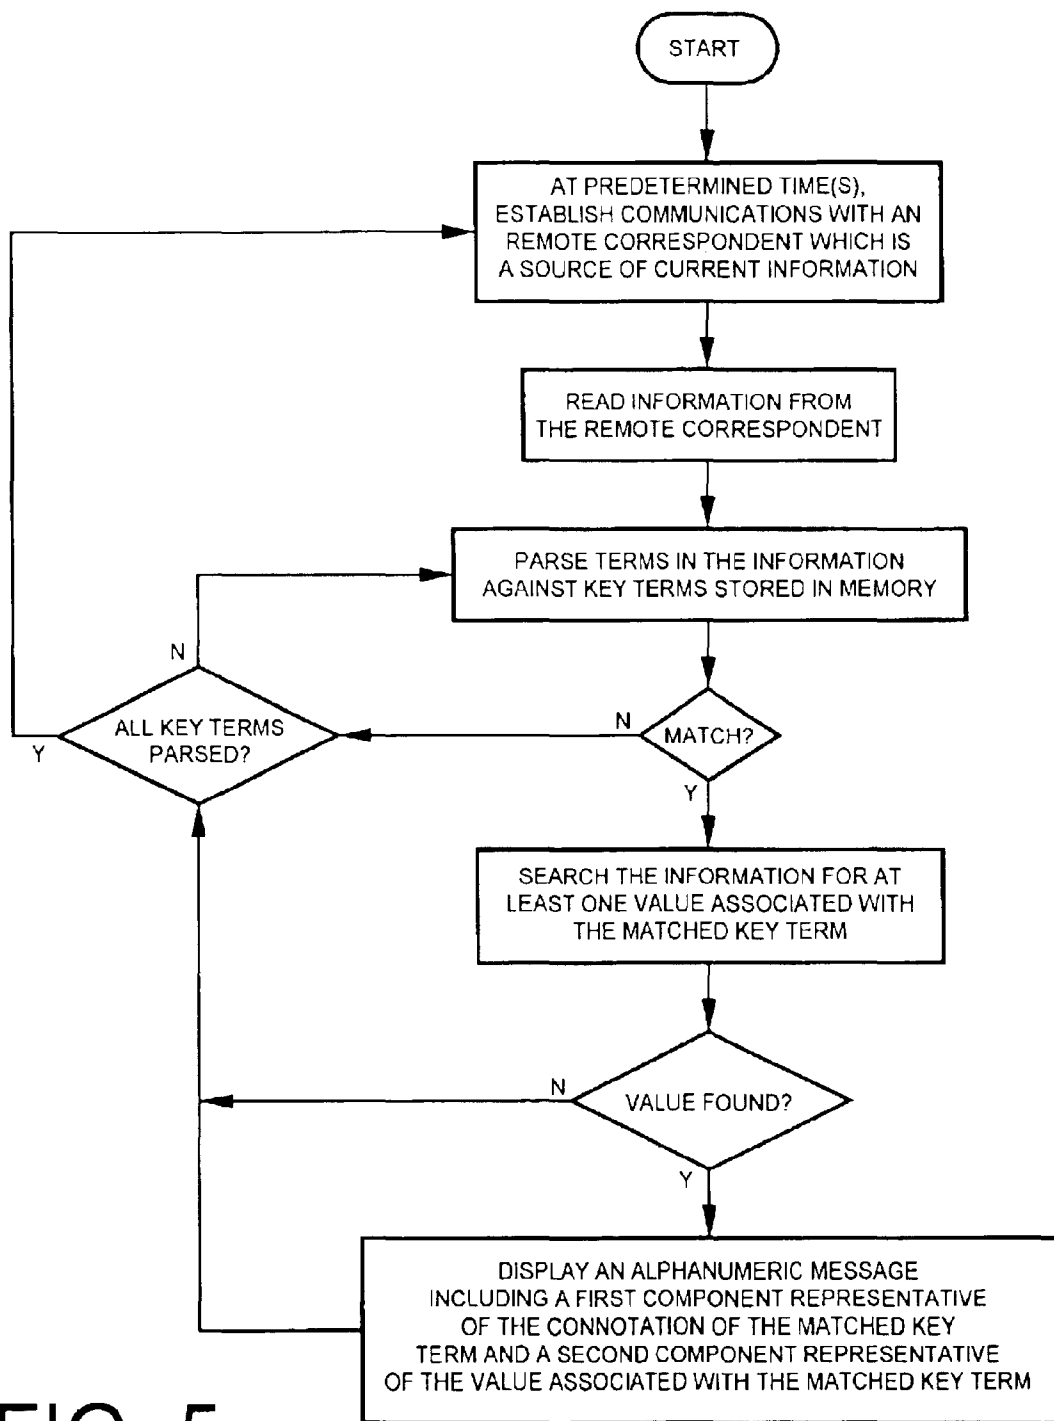 START
AT PREDETERMINED TIME(S),
ESTABLISH COMMUNICATIONS WITH AN
REMOTE CORRESPONDENT WHICH IS
A SOURCE OF CURRENT INFORMATION
READ INFORMATION FROM
THE REMOTE CORRESPONDENT
PARSE TERMS IN THE INFORMATION
AGAINST KEY TERMS STORED IN MEMORY
N
ALL KEY TERMS
PARSED?
Y
N
MATCH?
Y
SEARCH THE INFORMATION FOR AT
LEAST ONE VALUE ASSOCIATED WITH
THE MATCHED KEY TERM
N
VALUE FOUND?
Y
DISPLAY AN ALPHANUMERIC MESSAGE
INCLUDING A FIRST COMPONENT REPRESENTATIVE
OF THE CONNOTATION OF THE MATCHED KEY
TERM AND A SECOND COMPONENT REPRESENTATIVE
OF THE VALUE ASSOCIATED WITH THE MATCHED KEY TERM
FIG. 5